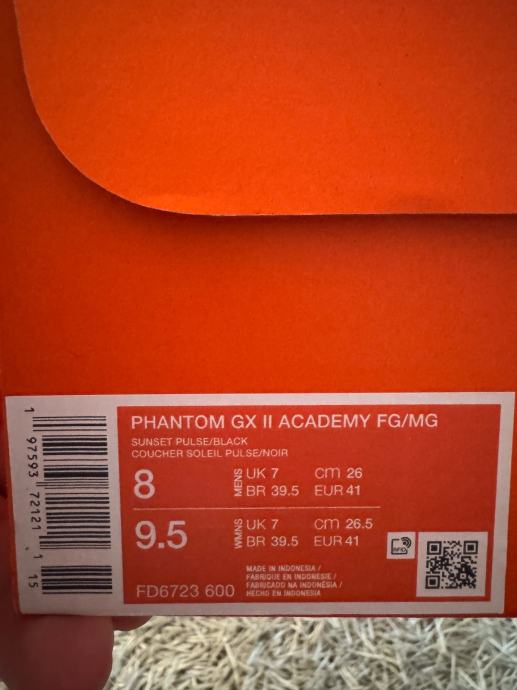 PHANTOM GX II ACADEMY FG/MG
SUNSET PULSE/BLACK
COUCHER SOLEIL PULSE/NOIR
8 MENS UK 7 cm 26
BR 39.5 EUR 41
9.5 WMNS UK 7 cm 26.5
BR 39.5 EUR 41
RFID
FD6723 600
MADE IN INDONESIA /
FABRIQUE EN INDONESIE /
FABRICADO NA INDONÉSIA /
HECHO EN INDONESIA
1 97593 72121 1 15